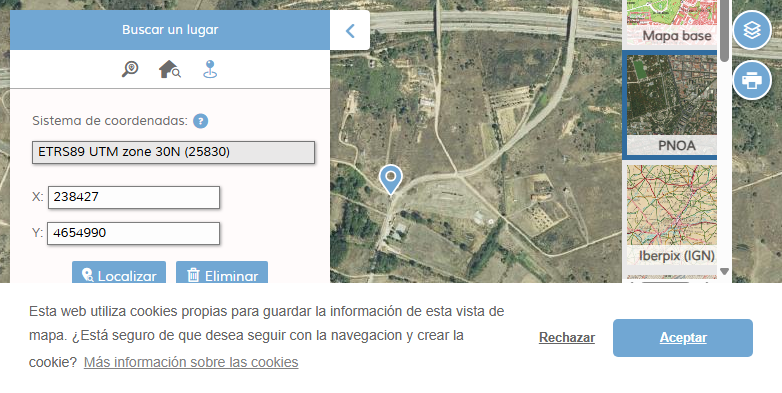 Buscar un lugar
Sistema de coordenadas: ?
ETRS89 UTM zone 30N (25830)
X: 238427
Y: 4654990
Localizar Eliminar
Mapa base
PNOA
Iberpix (IGN)
Esta web utiliza cookies propias para guardar la información de esta vista de
mapa. ¿Está seguro de que desea seguir con la navegacion y crear la
cookie? Más información sobre las cookies
Rechazar
Aceptar